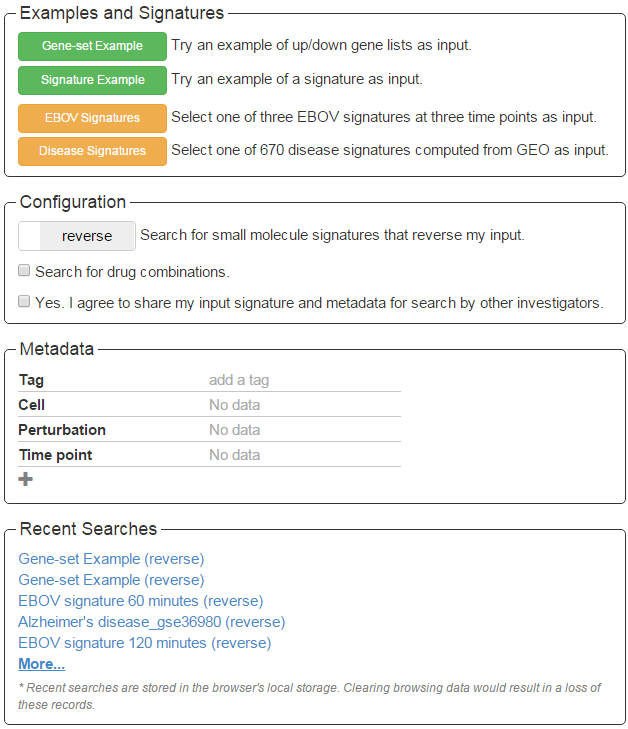 Examples and Signatures
Gene-set Example Try an example of up/down gene lists as input.
Signature Example Try an example of a signature as input.
EBOV Signatures Select one of three EBOV signatures at three time points as input.
Disease Signatures Select one of 670 disease signatures computed from GEO as input.
Configuration
reverse Search for small molecule signatures that reverse my input.
Search for drug combinations.
Yes. I agree to share my input signature and metadata for search by other investigators.
Metadata
Tag add a tag
Cell No data
Perturbation No data
Time point No data
Recent Searches
Gene-set Example (reverse)
Gene-set Example (reverse)
EBOV signature 60 minutes (reverse)
Alzheimer's disease_gse36980 (reverse)
EBOV signature 120 minutes (reverse)
More...
* Recent searches are stored in the browser's local storage. Clearing browsing data would result in a loss of
these records.